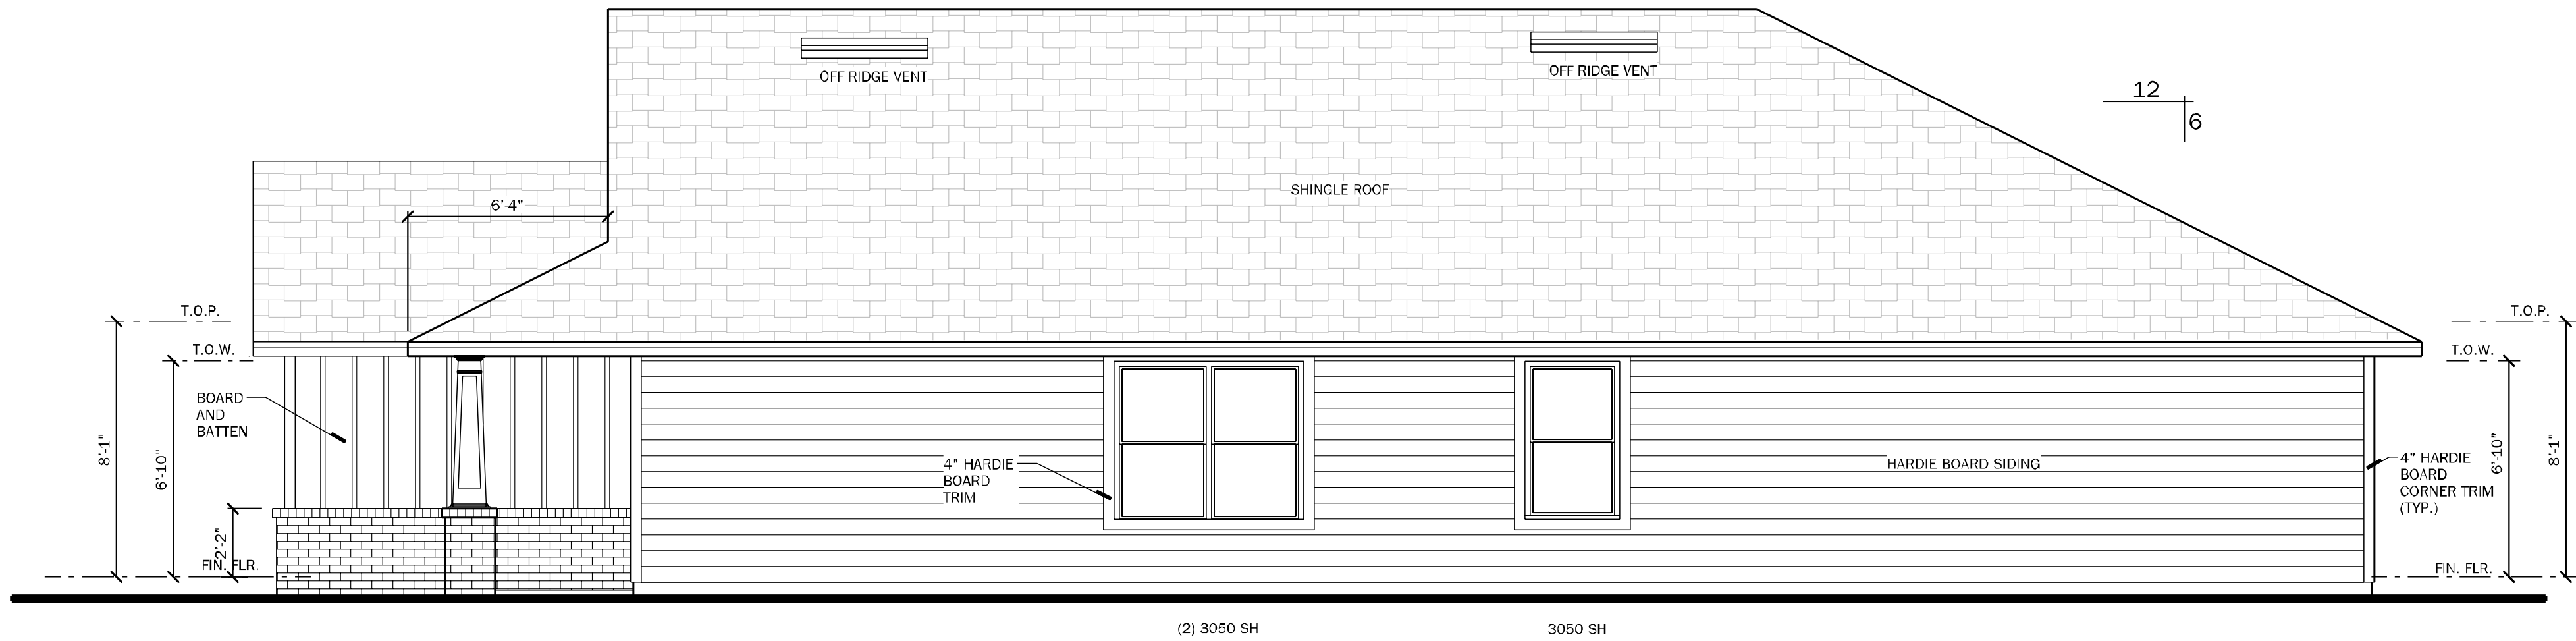 OFF RIDGE VENT
OFF RIDGE VENT
12
6
SHINGLE ROOF
6'-4"
T.O.P.
T.O.W.
T.O.P.
T.O.W.
BOARD
AND
BATTEN
8'-1"
6'-10"
2'-2"
FIN. FLR.
4" HARDIE
BOARD
TRIM
HARDIE BOARD SIDING
4" HARDIE
BOARD
CORNER TRIM
(TYP.)
6'-10"
8'-1"
FIN. FLR.
(2) 3050 SH
3050 SH